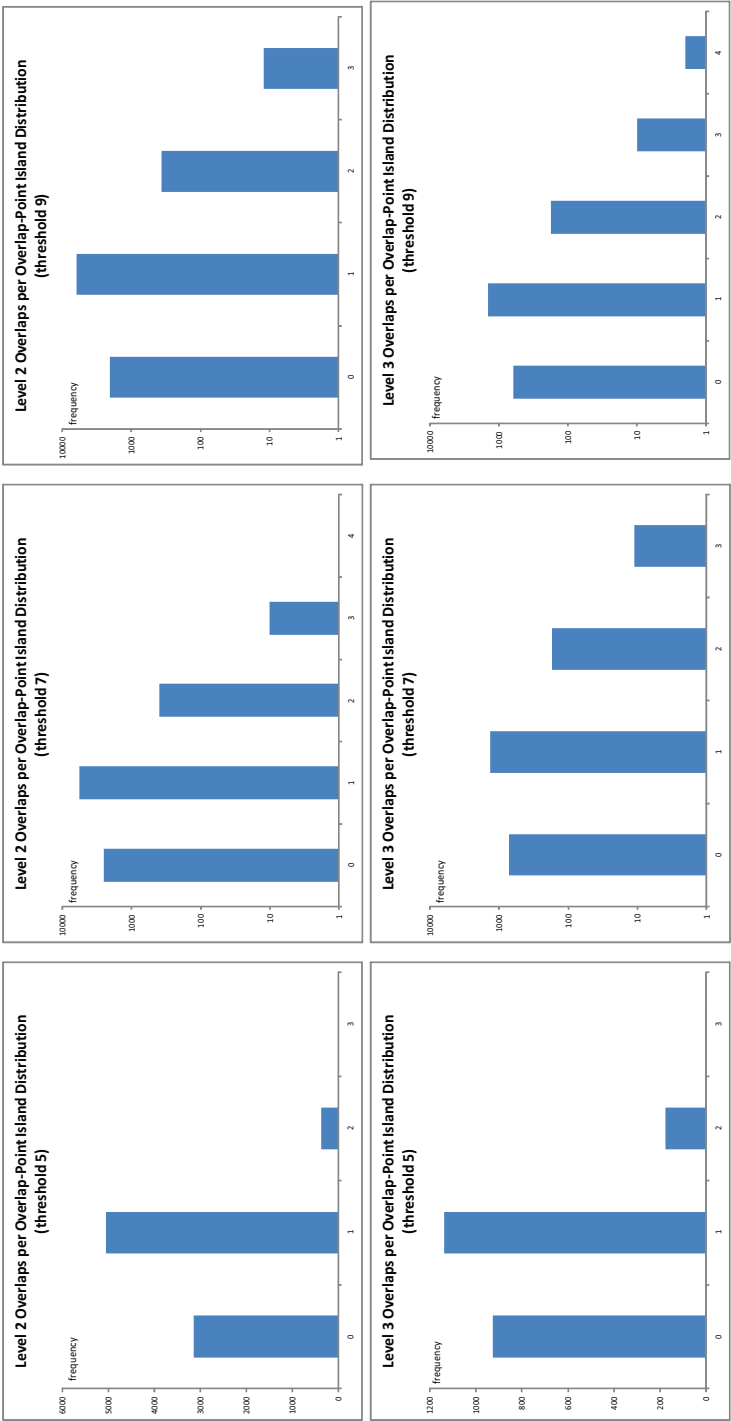 Level 2 Overlaps per Overlap-Point Island Distribution
(threshold 5)
frequency
6000
5000
4000
3000
2000
1000
0
0 1 2 3
Level 2 Overlaps per Overlap-Point Island Distribution
(threshold 7)
frequency
10000
1000
100
10
1
0 1 2 3 4
Level 2 Overlaps per Overlap-Point Island Distribution
(threshold 9)
frequency
10000
1000
100
10
1
0 1 2 3
Level 3 Overlaps per Overlap-Point Island Distribution
(threshold 5)
frequency
1200
1000
800
600
400
200
0
0 1 2 3
Level 3 Overlaps per Overlap-Point Island Distribution
(threshold 7)
frequency
10000
1000
100
10
1
0 1 2 3
Level 3 Overlaps per Overlap-Point Island Distribution
(threshold 9)
frequency
10000
1000
100
10
1
0 1 2 3 4